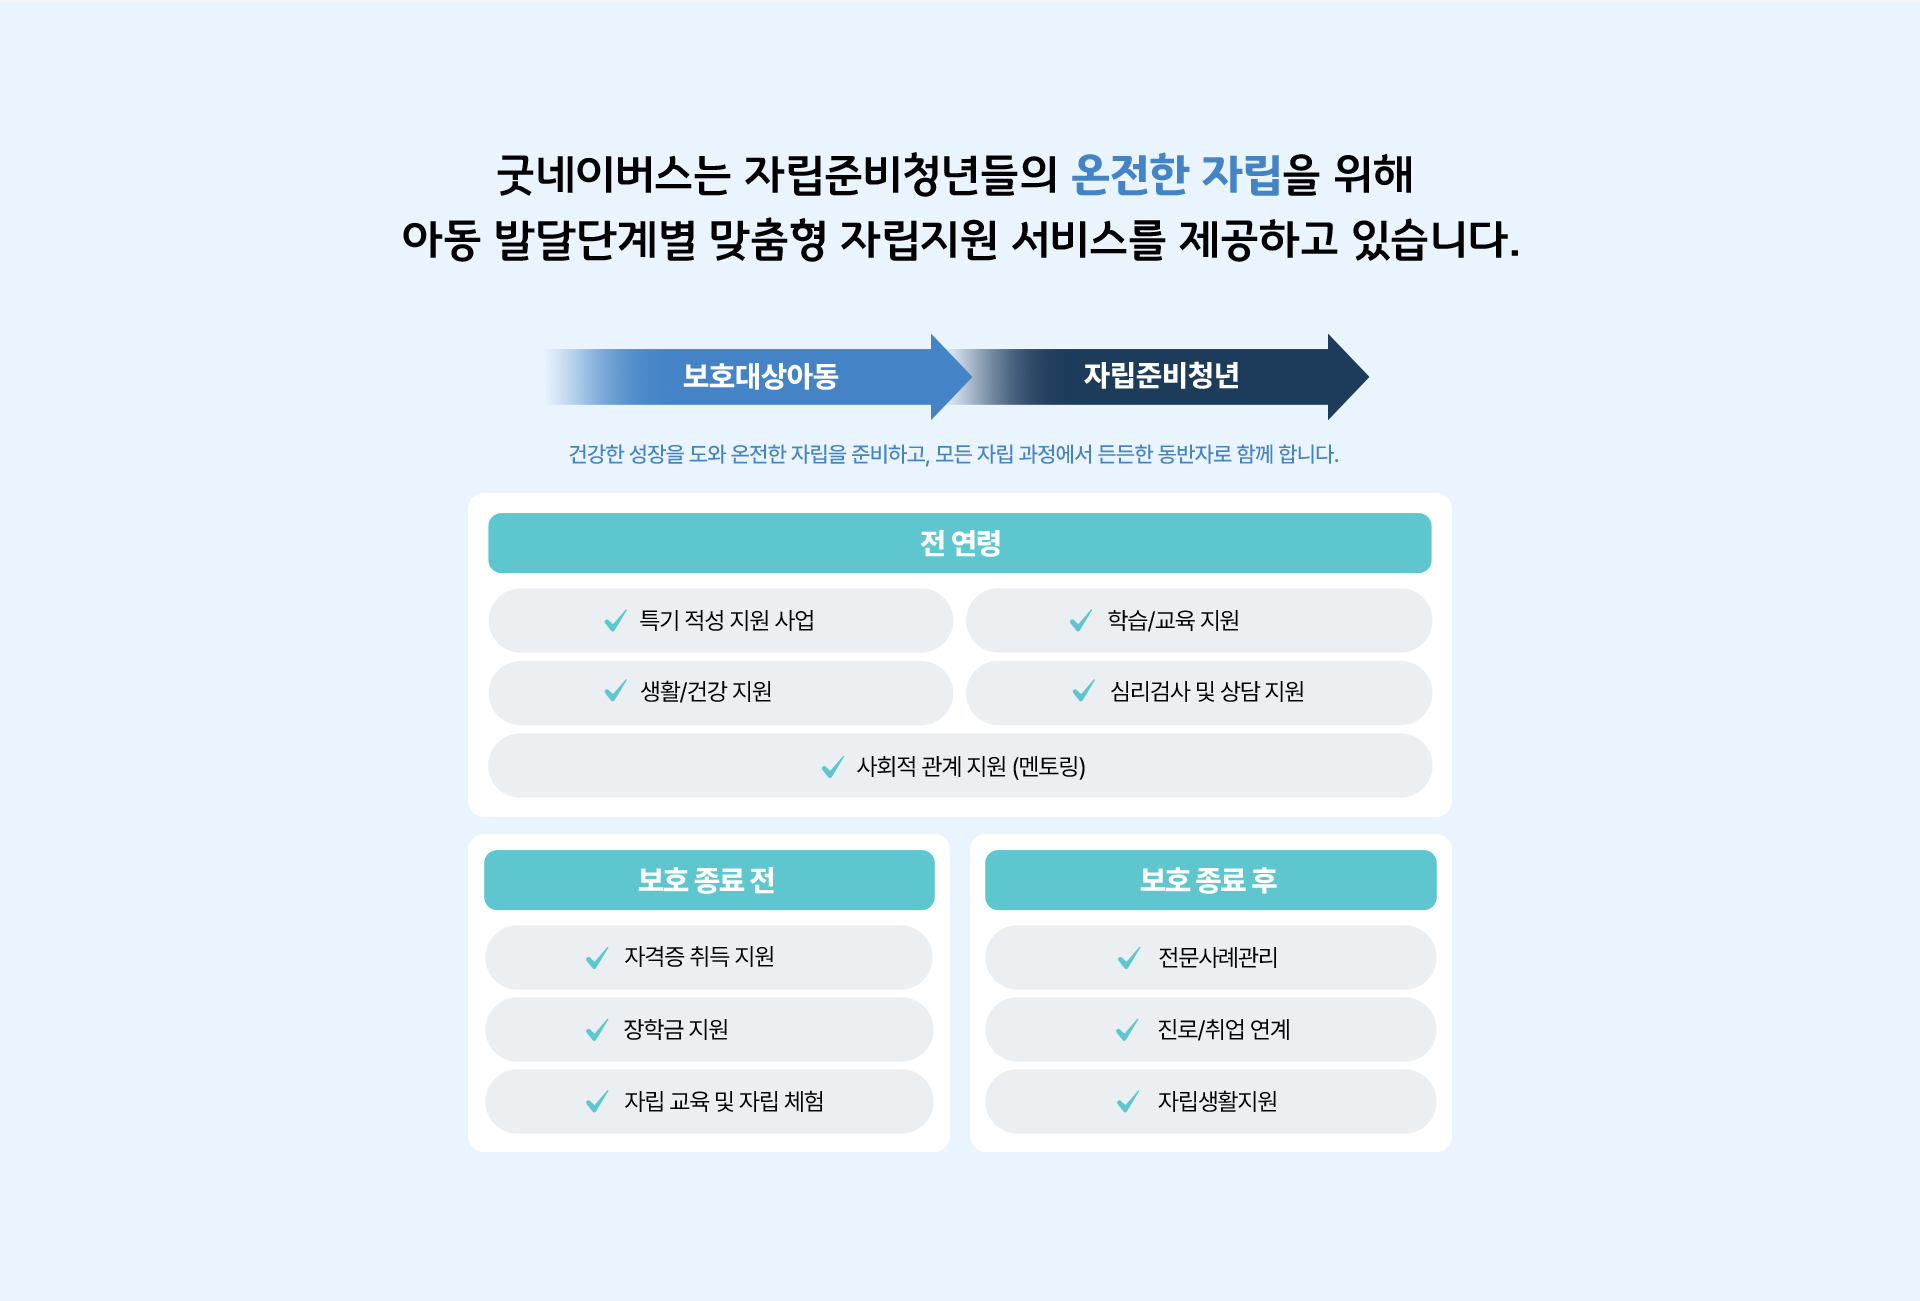 굿네이버스는 자립준비청년들의 온전한 자립을 위해
아동 발달단계별 맞춤형 자립지원 서비스를 제공하고 있습니다.
보호대상아동
자립준비청년
건강한 성장을 도와 온전한 자립을 준비하고, 모든 자립 과정에서 든든한 동반자로 함께 합니다.
전 연령
특기 적성 지원 사업
학습/교육 지원
생활/건강 지원
심리검사 및 상담 지원
사회적 관계 지원 (멘토링)
보호 종료 전
자격증 취득 지원
장학금 지원
자립 교육 및 자립 체험
보호 종료 후
전문사례관리
진로/취업 연계
자립생활지원